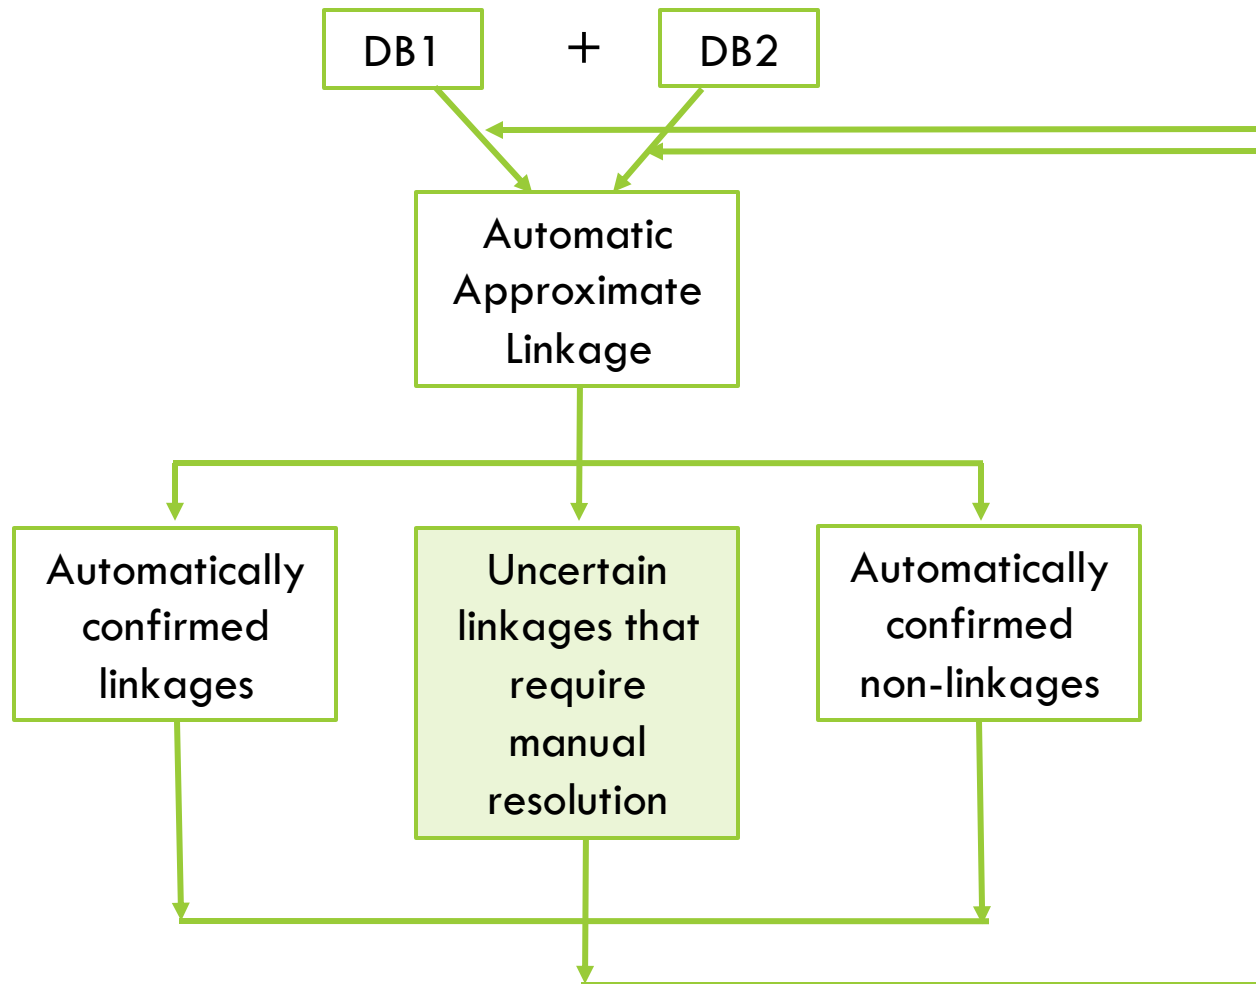 DB1 + DB2
Automatic
Approximate
Linkage
Automatically
confirmed
linkages
Uncertain
linkages that
require
manual
resolution
Automatically
confirmed
non-linkages